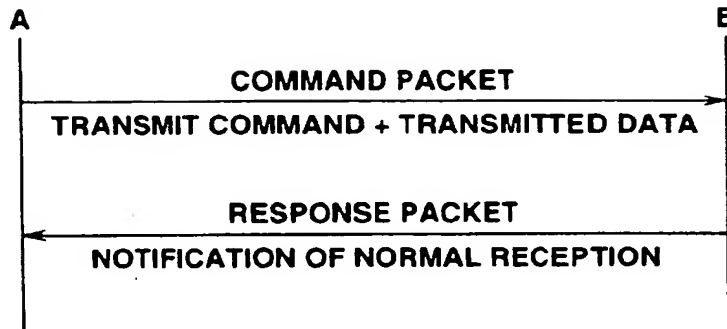 A
COMMAND PACKET
TRANSMIT COMMAND + TRANSMITTED DATA
RESPONSE PACKET
NOTIFICATION OF NORMAL RECEPTION